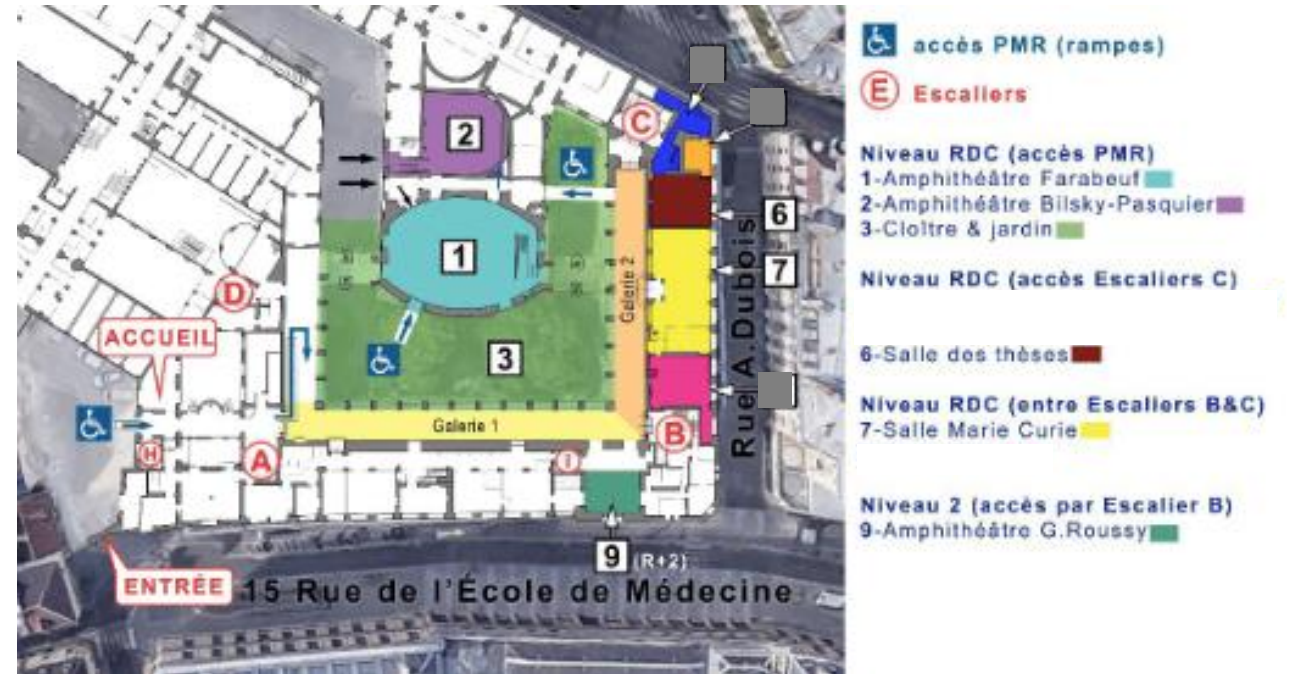 accès PMR (rampes)
E Escaliers
Niveau RDC (accès PMR)
1-Amphithéâtre Farabeuf
2-Amphithéâtre Bilsky-Pasquier
3-Cloître & jardin
Niveau RDC (accès Escaliers C)
6-Salle des thèses
Niveau RDC (entre Escaliers B&C)
7-Salle Marie Curie
Niveau 2 (accès par Escalier B)
9-Amphithéâtre G.Roussy
2
C
1
6
7
Galerie 2
Rue A.Dubois
D
ACCUEIL
3
Galerie 1
B
H
A
I
9 (R+2)
ENTRÉE
15 Rue de l'École de Médecine